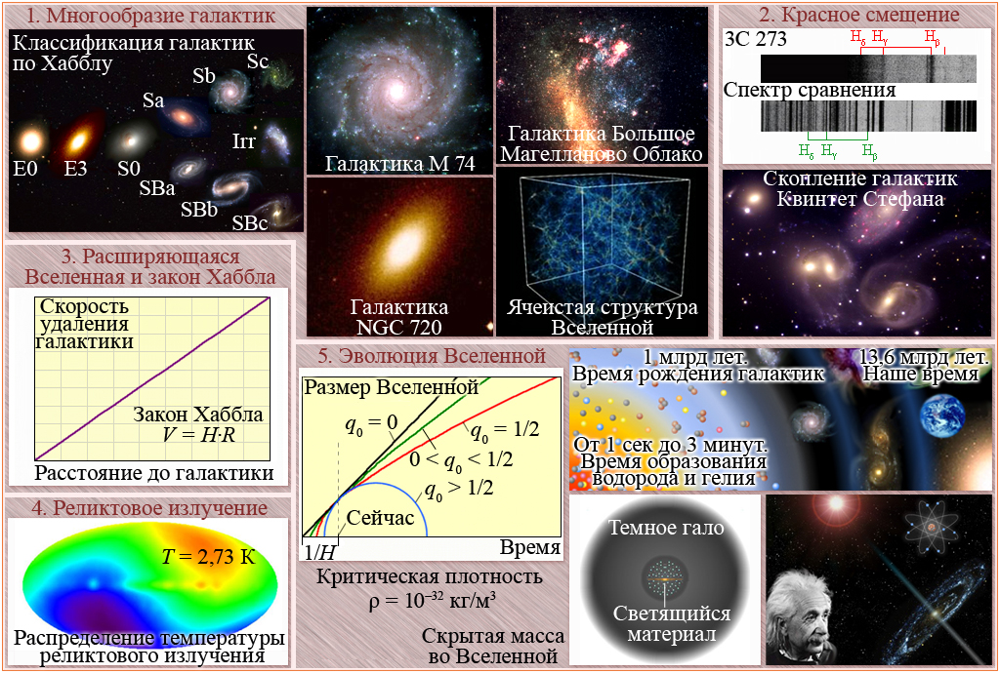 1. Многообразие галактик
Классификация галактик
по Хабблу
Sc
Sb
Sa
Irr
E0
E3
S0
SBa
SBb
SBc
Галактика М 74
Галактика Большое
Магелланово Облако
Галактика
NGC 720
Ячеистая структура
Вселенной
2. Красное смещение
3C 273
Hδ Hγ Hβ
Спектр сравнения
Hδ Hγ Hβ
Скопление галактик
Квинтет Стефана
3. Расширяющаяся
Вселенная и закон Хаббла
Скорость
удаления
галактики
Закон Хаббла
V = H·R
Расстояние до галактики
4. Реликтовое излучение
T = 2,73 К
Распределение температуры
реликтового излучения
5. Эволюция Вселенной
Размер Вселенной
q₀ = 0
q₀ = 1/2
0 < q₀ < 1/2
q₀ > 1/2
Сейчас
1/H
Время
Критическая плотность
ρ = 10⁻³² кг/м³
Скрытая масса
во Вселенной
1 млрд лет.
Время рождения галактик
13,6 млрд лет.
Наше время
От 1 сек до 3 минут.
Время образования
водорода и гелия
Темное гало
Светящийся
материал